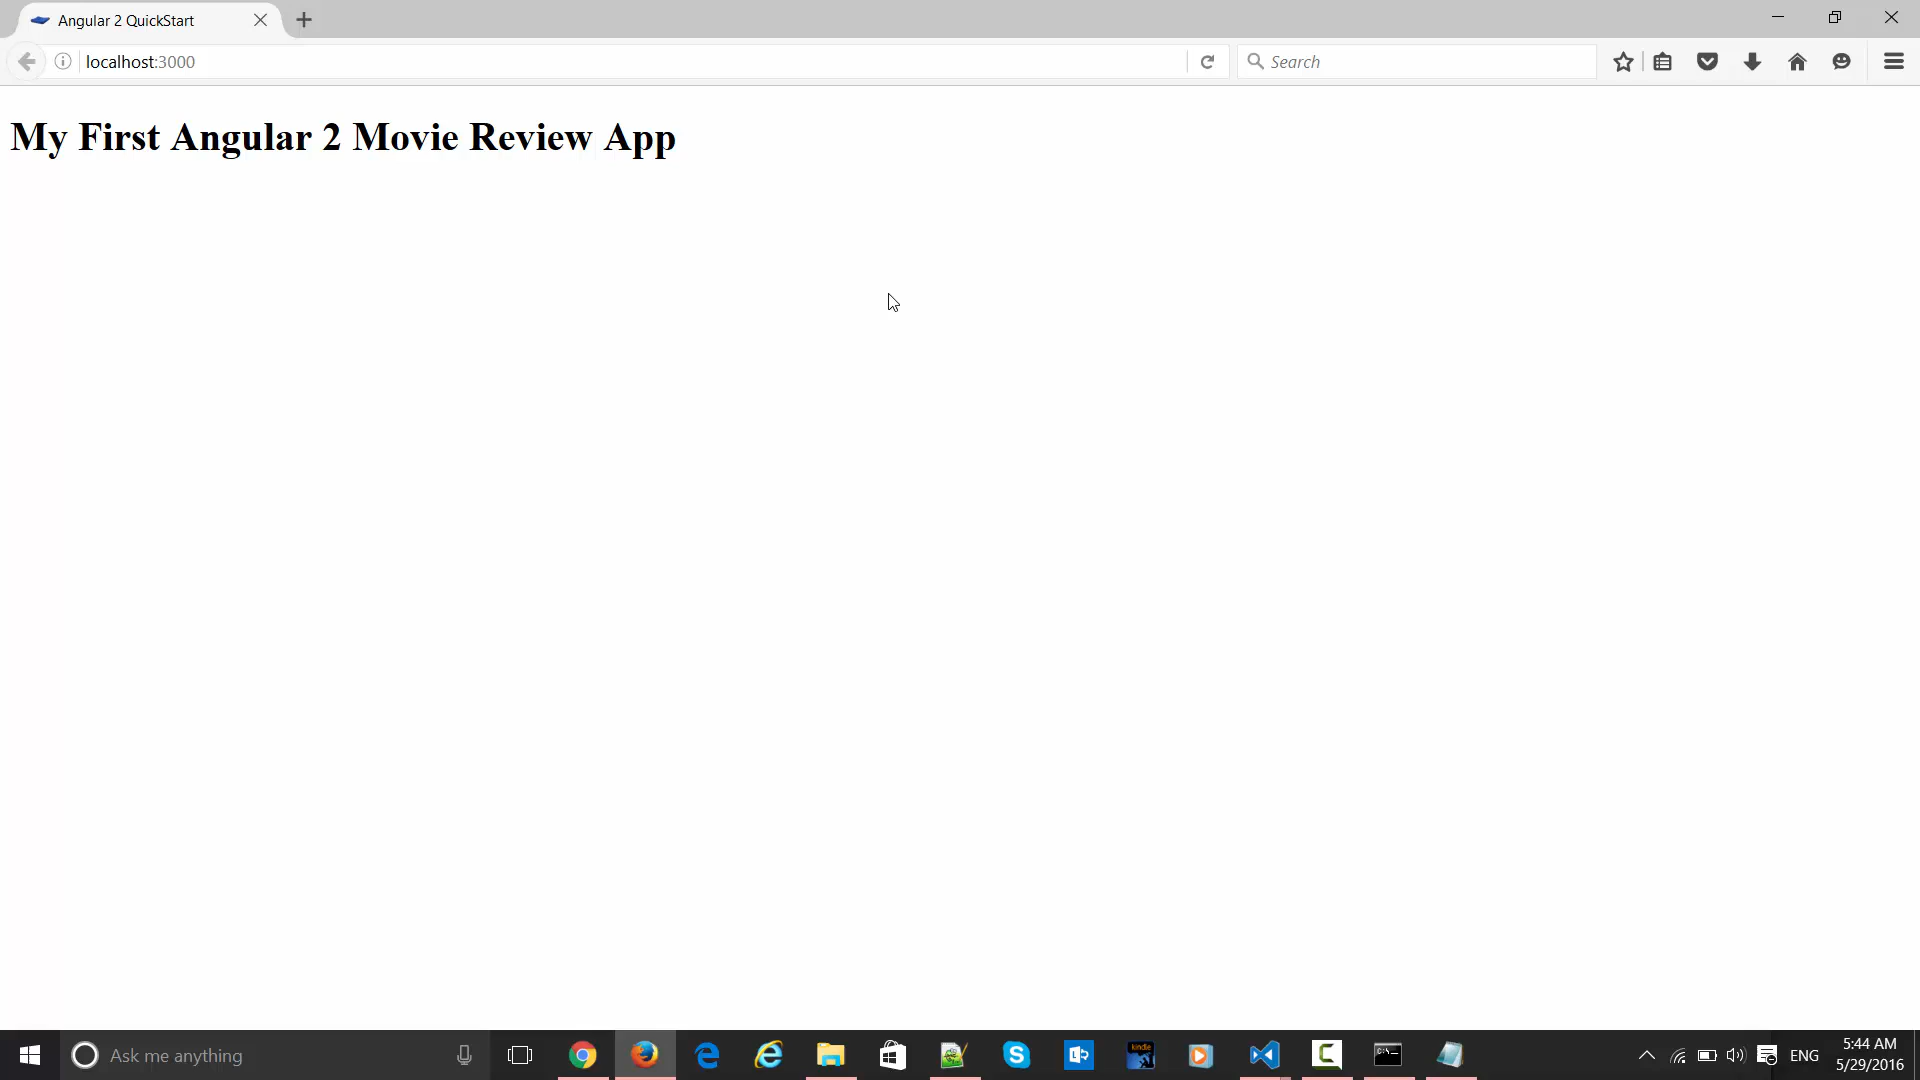 Angular 2 QuickStart
localhost:3000
Search
My First Angular 2 Movie Review App
Ask me anything
kindle
ENG
5:44 AM
5/29/2016